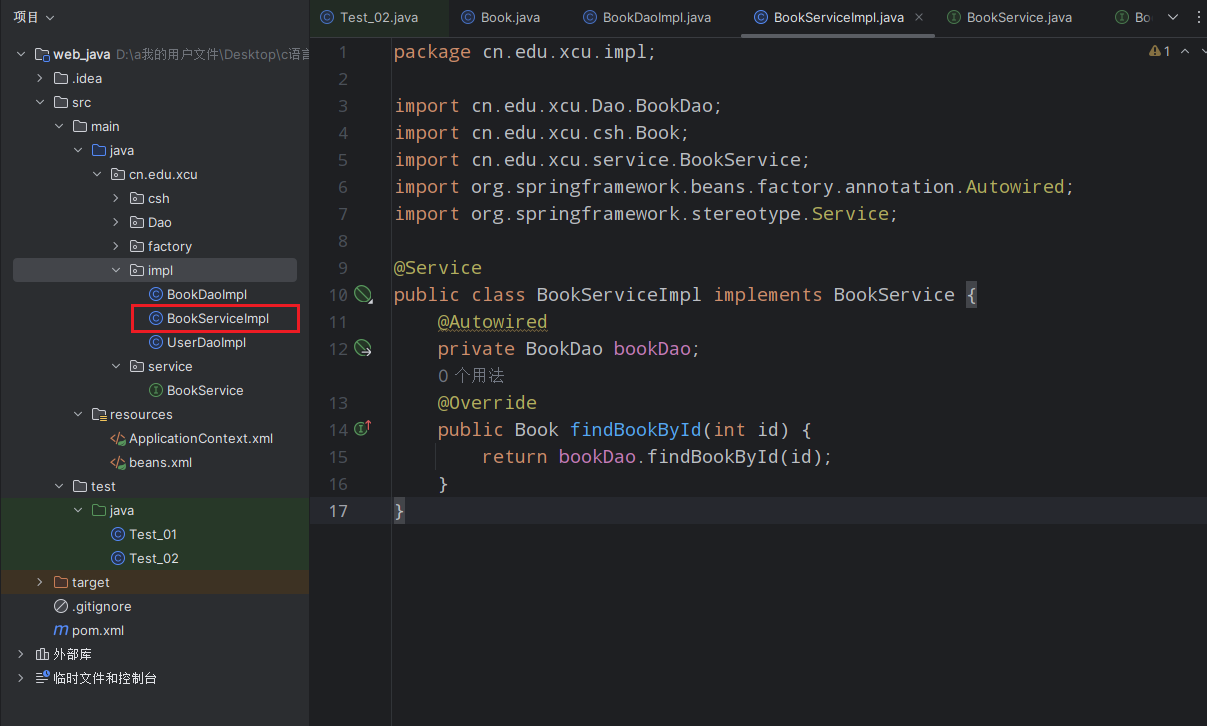 项目
web_java D:\a我的用户文件\Desktop\c语言
.idea
src
main
java
cn.edu.xcu
csh
Dao
factory
impl
BookDaoImpl
BookServiceImpl
UserDaoImpl
service
BookService
resources
ApplicationContext.xml
beans.xml
test
java
Test_01
Test_02
target
.gitignore
pom.xml
外部库
临时文件和控制台
Test_02.java Book.java BookDaoImpl.java BookServiceImpl.java BookService.java Bo
1 package cn.edu.xcu.impl; 1
2
3 import cn.edu.xcu.Dao.BookDao;
4 import cn.edu.xcu.csh.Book;
5 import cn.edu.xcu.service.BookService;
6 import org.springframework.beans.factory.annotation.Autowired;
7 import org.springframework.stereotype.Service;
8
9 @Service
10 public class BookServiceImpl implements BookService {
11 @Autowired
12 private BookDao bookDao;
0 个用法
13 @Override
14 public Book findBookById(int id) {
15 return bookDao.findBookById(id);
16 }
17 }